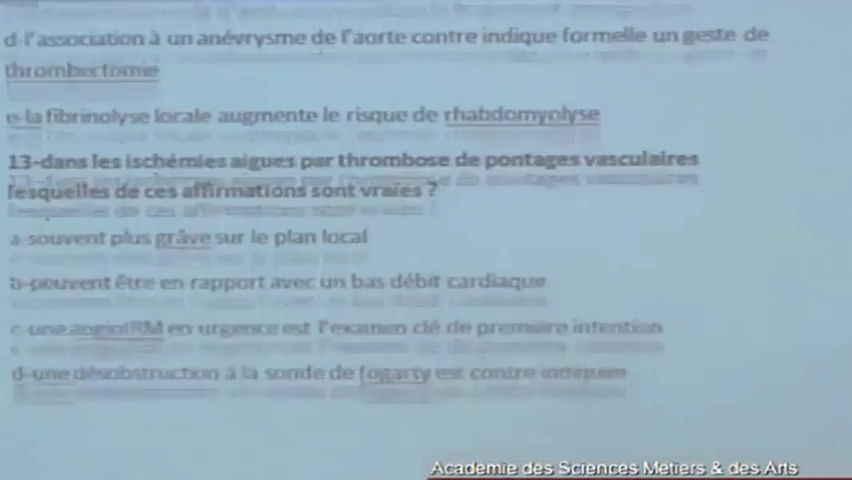 d-l'association à un anévrysme de l'aorte contre indique formelle un geste de
thrombectomie
e-la fibrinolyse locale augmente le risque de rhabdomyolyse
13-dans les ischémies aigues par thrombose de pontages vasculaires
lesquelles de ces affirmations sont vraies ?
a-souvent plus grâve sur le plan local
b-peuvent être en rapport avec un bas débit cardiaque
c-une angioIRM en urgence est l'examen clé de première intention
d-une désobstruction à la sonde de fogarty est contre indiquée
Academie des Sciences Metiers & des Arts